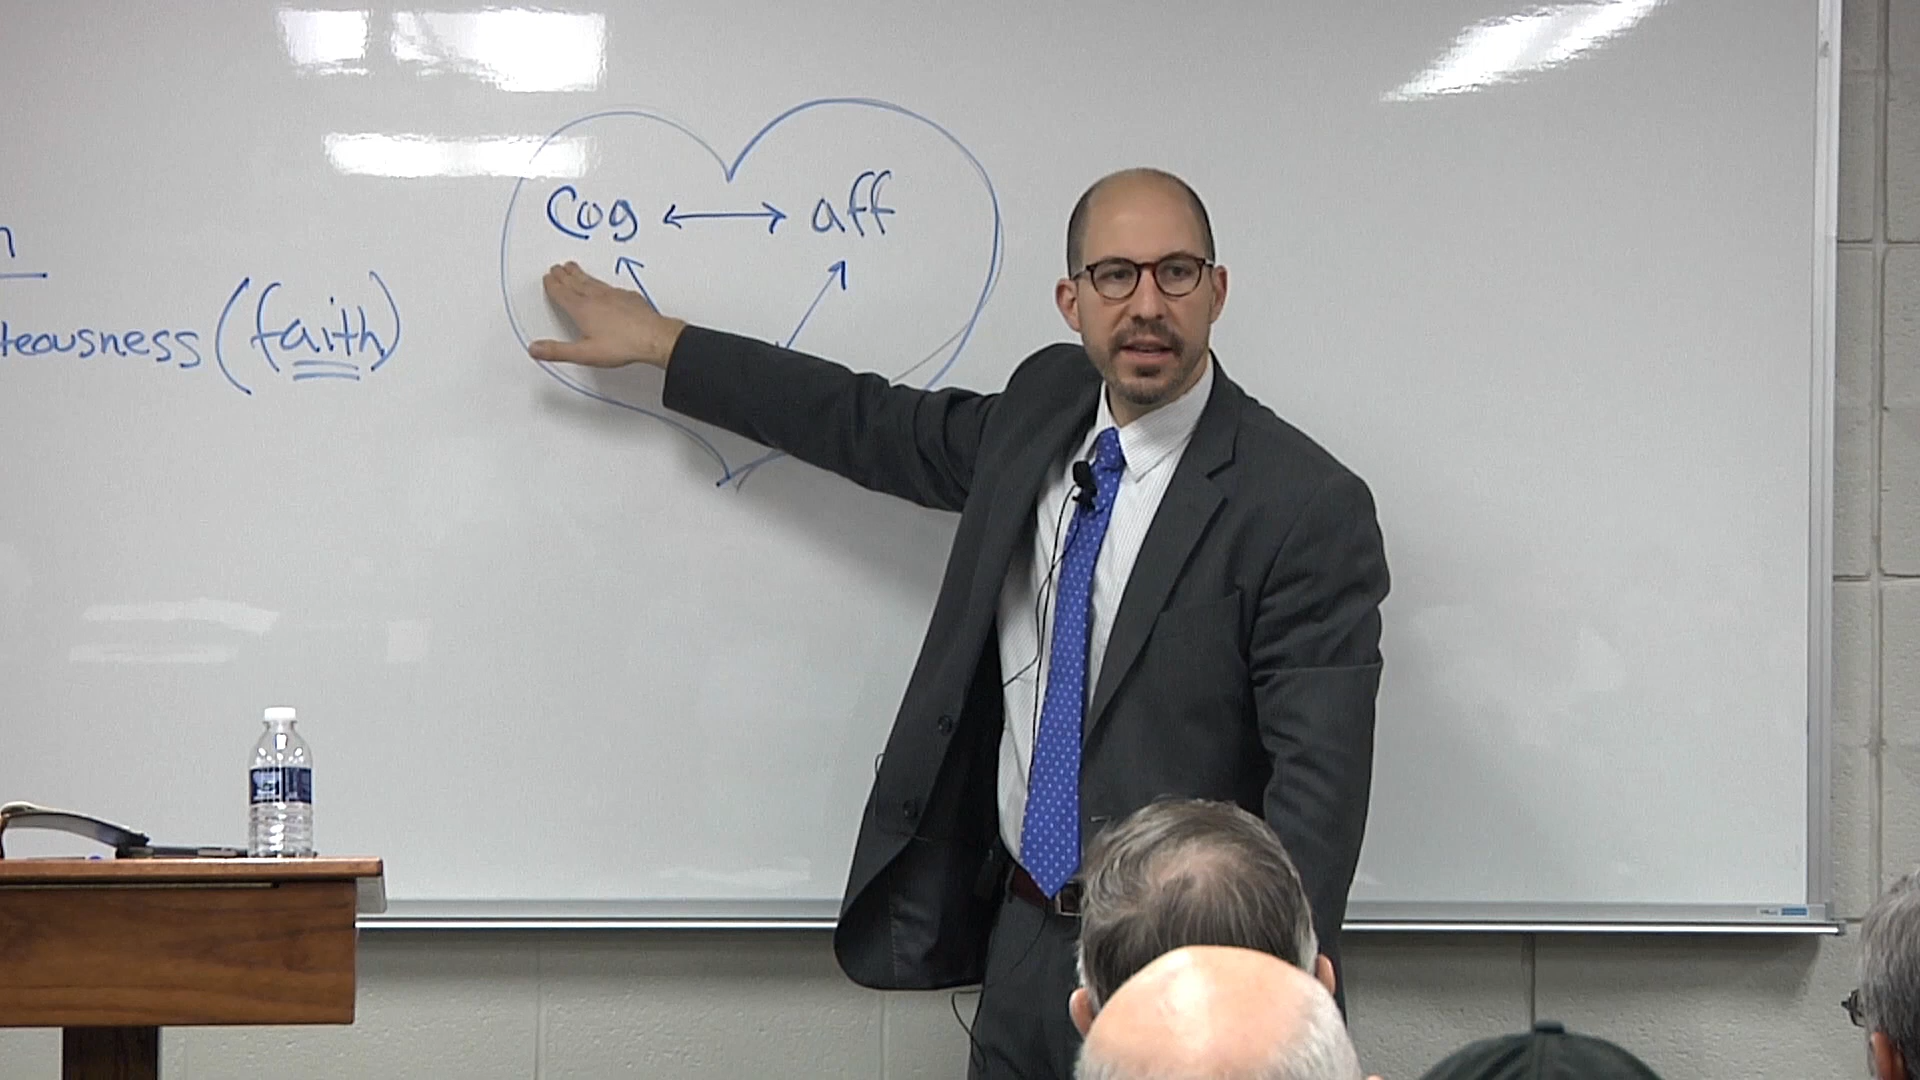 Cog ↔ aff
teousness (faith)